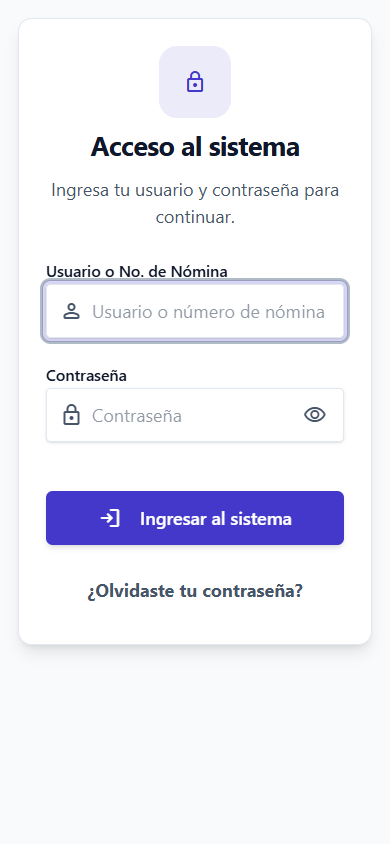 Acceso al sistema
Ingresa tu usuario y contraseña para
continuar.
Usuario o No. de Nómina
Usuario o número de nómina
Contraseña
Contraseña
Ingresar al sistema
¿Olvidaste tu contraseña?